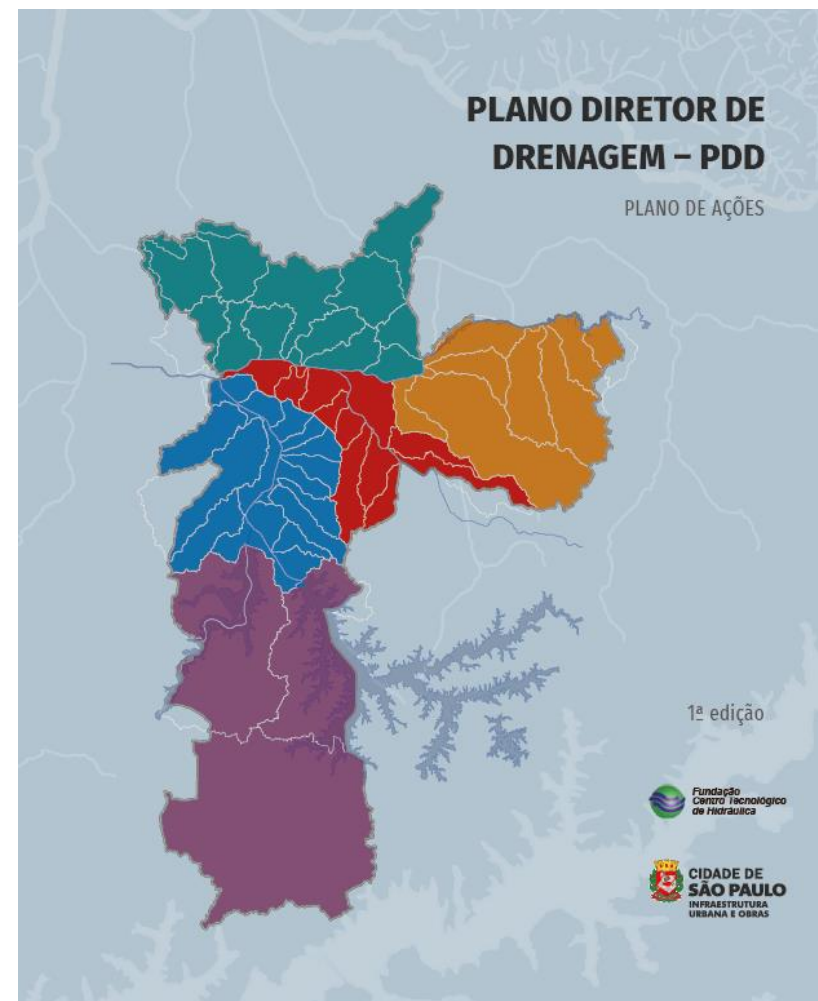 PLANO DIRETOR DE
DRENAGEM – PDD
PLANO DE AÇÕES
1ª edição
Fundação
Centro Tecnológico
de Hidráulica
CIDADE DE
SÃO PAULO
INFRAESTRUTURA
URBANA E OBRAS